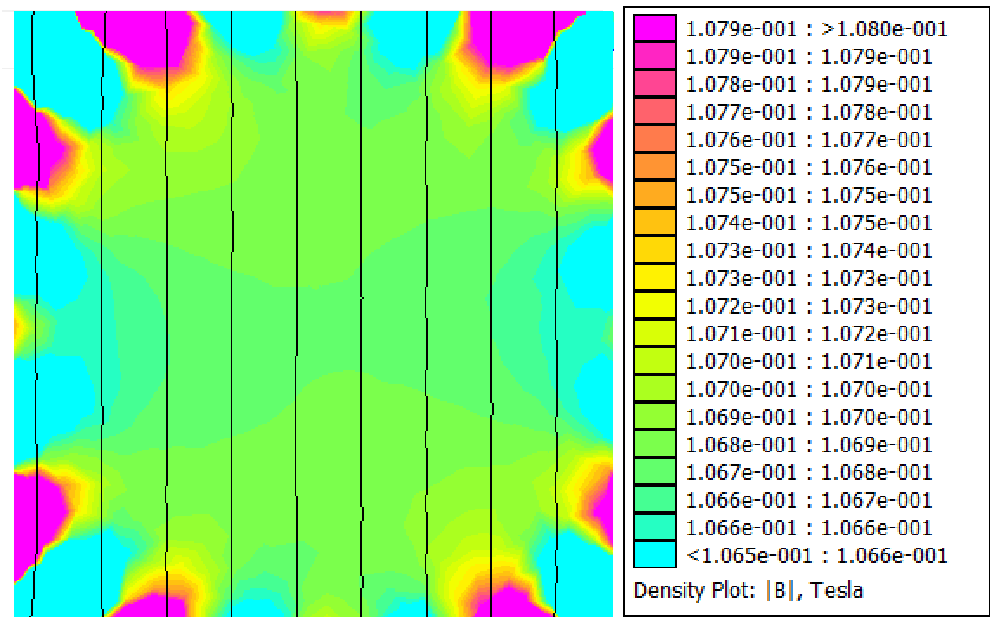 1.079e-001 : >1.080e-001
1.079e-001 : 1.079e-001
1.078e-001 : 1.079e-001
1.077e-001 : 1.078e-001
1.076e-001 : 1.077e-001
1.075e-001 : 1.076e-001
1.075e-001 : 1.075e-001
1.074e-001 : 1.075e-001
1.073e-001 : 1.074e-001
1.073e-001 : 1.073e-001
1.072e-001 : 1.073e-001
1.071e-001 : 1.072e-001
1.070e-001 : 1.071e-001
1.070e-001 : 1.070e-001
1.069e-001 : 1.070e-001
1.068e-001 : 1.069e-001
1.067e-001 : 1.068e-001
1.066e-001 : 1.067e-001
1.066e-001 : 1.066e-001
<1.065e-001 : 1.066e-001
Density Plot: |B|, Tesla